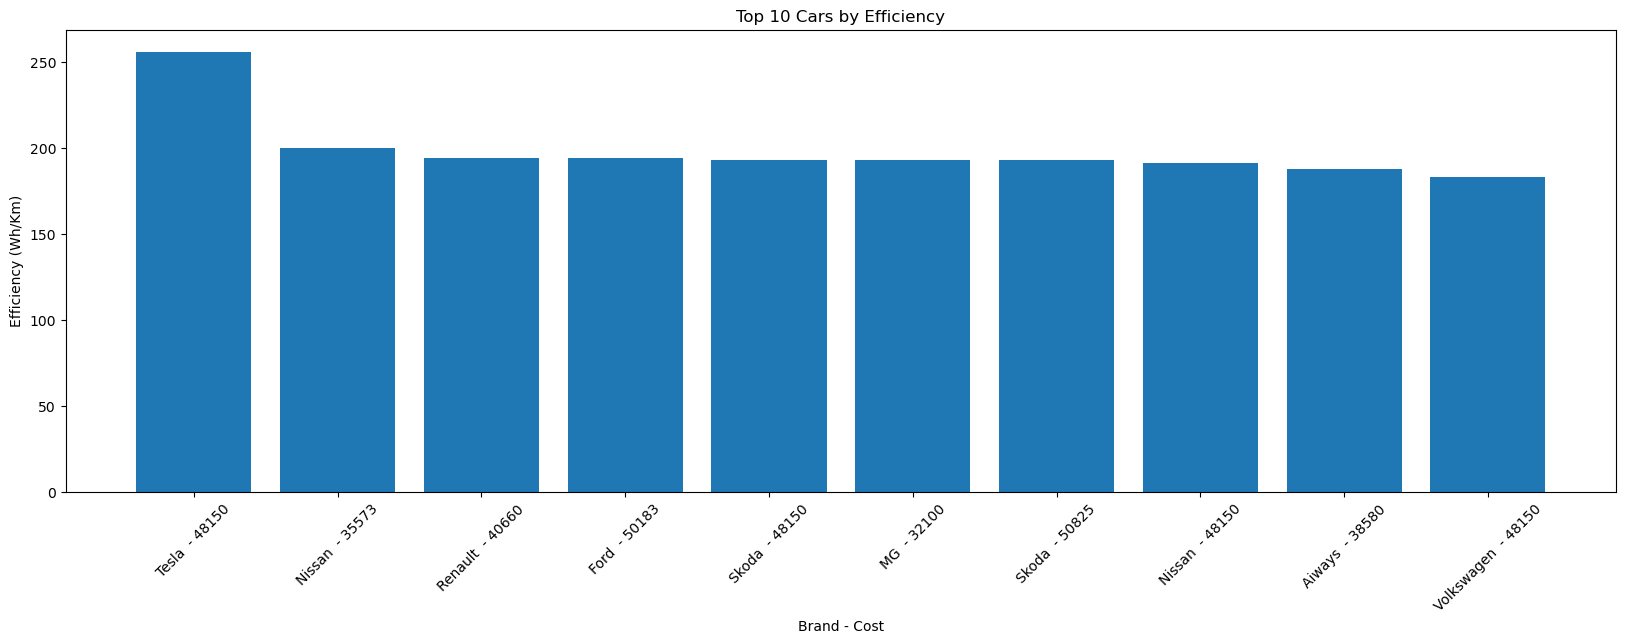 Top 10 Cars by Efficiency
Efficiency (Wh/Km)
250
200
150
100
50
0
Tesla - 48150
Nissan - 35573
Renault - 40660
Ford - 50183
Skoda - 48150
MG - 32100
Skoda - 50825
Nissan - 48150
Aiways - 38580
Volkswagen - 48150
Brand - Cost